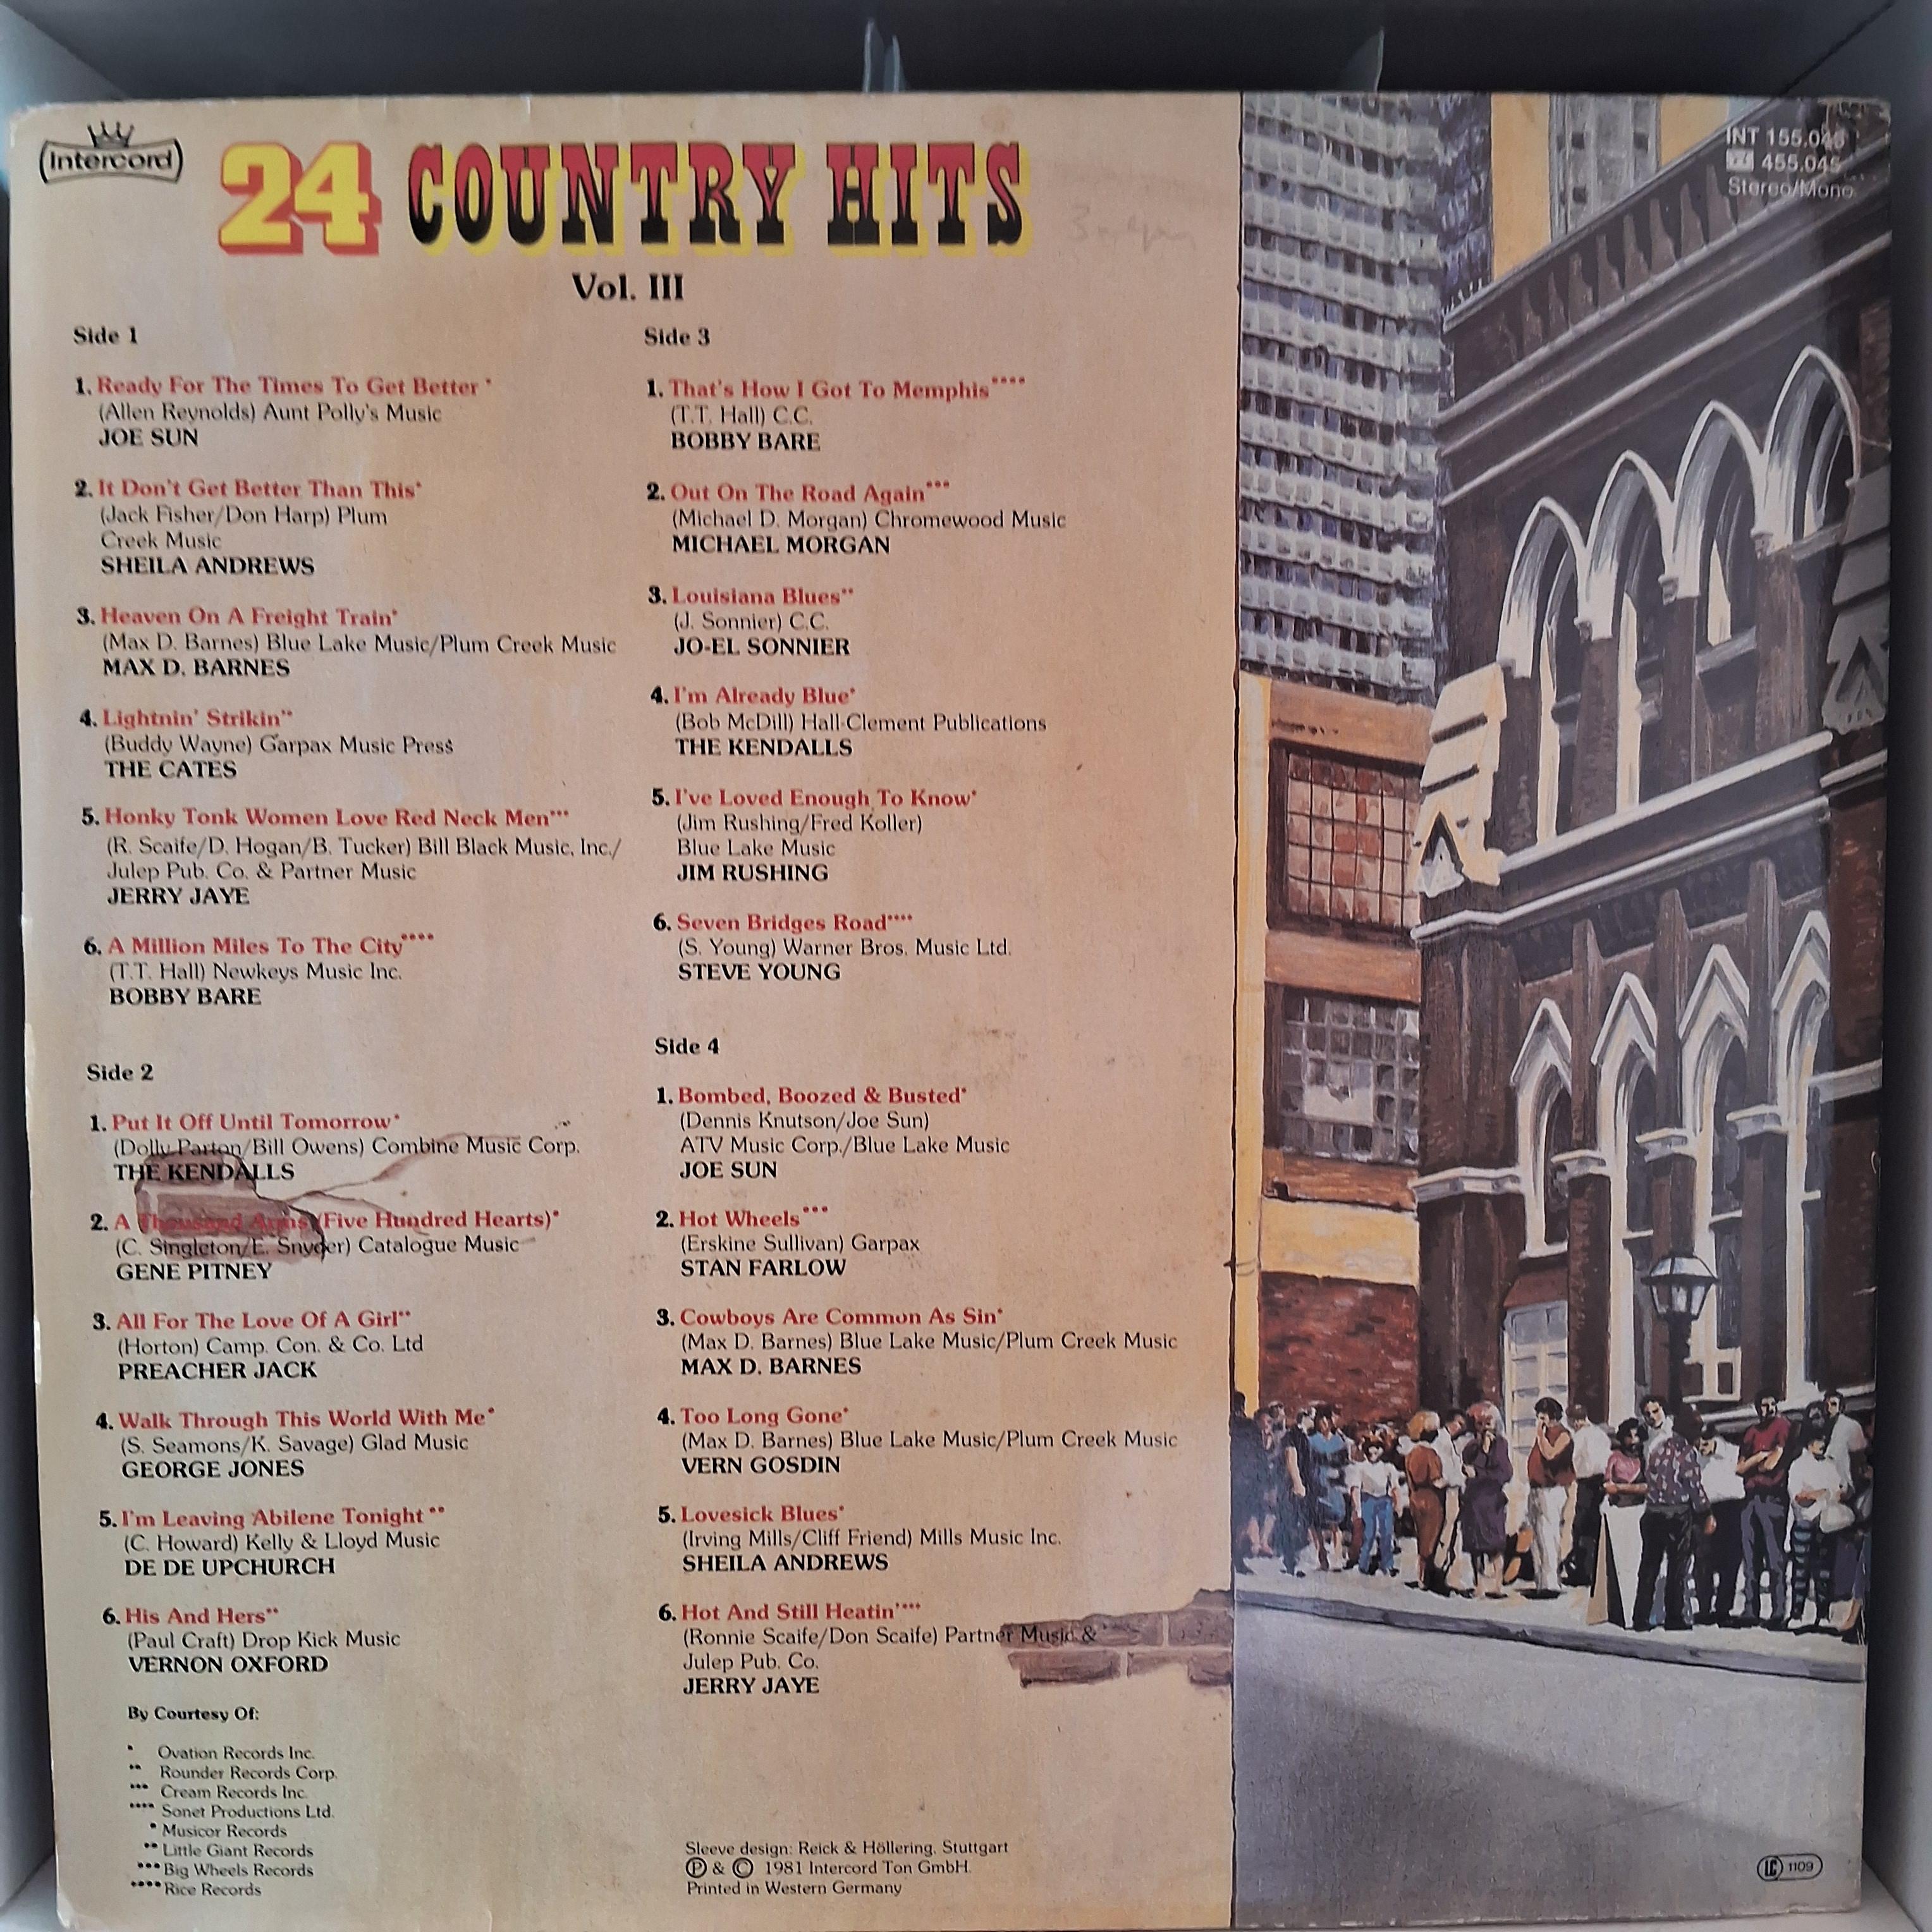 Intercord
24 COUNTRY HITS
Vol. III
INT 155.045
455.045
Stereo/Mono
Side 1
1. Ready For The Times To Get Better *
(Allen Reynolds) Aunt Polly's Music
JOE SUN
2. It Don't Get Better Than This*
(Jack Fisher/Don Harp) Plum
Creek Music
SHEILA ANDREWS
3. Heaven On A Freight Train*
(Max D. Barnes) Blue Lake Music/Plum Creek Music
MAX D. BARNES
4. Lightnin' Strikin'*
(Buddy Wayne) Garpax Music Press
THE CATES
5. Honky Tonk Women Love Red Neck Men***
(R. Scaife/D. Hogan/B. Tucker) Bill Black Music, Inc./
Julep Pub. Co. & Partner Music
JERRY JAYE
6. A Million Miles To The City****
(T.T. Hall) Newkeys Music Inc.
BOBBY BARE
Side 2
1. Put It Off Until Tomorrow*
(Dolly Parton/Bill Owens) Combine Music Corp.
THE KENDALLS
2. A Thousand Arms (Five Hundred Hearts)*
(C. Singleton/E. Snyder) Catalogue Music
GENE PITNEY
3. All For The Love Of A Girl**
(Horton) Camp. Con. & Co. Ltd
PREACHER JACK
4. Walk Through This World With Me*
(S. Seamons/K. Savage) Glad Music
GEORGE JONES
5. I'm Leaving Abilene Tonight **
(C. Howard) Kelly & Lloyd Music
DE DE UPCHURCH
6. His And Hers**
(Paul Craft) Drop Kick Music
VERNON OXFORD
By Courtesy Of:
* Ovation Records Inc.
** Rounder Records Corp.
*** Cream Records Inc.
**** Sonet Productions Ltd.
* Musicor Records
** Little Giant Records
*** Big Wheels Records
**** Rice Records
Side 3
1. That's How I Got To Memphis****
(T.T. Hall) C.C.
BOBBY BARE
2. Out On The Road Again***
(Michael D. Morgan) Chromewood Music
MICHAEL MORGAN
3. Louisiana Blues**
(J. Sonnier) C.C.
JO-EL SONNIER
4. I'm Already Blue*
(Bob McDill) Hall-Clement Publications
THE KENDALLS
5. I've Loved Enough To Know*
(Jim Rushing/Fred Koller)
Blue Lake Music
JIM RUSHING
6. Seven Bridges Road****
(S. Young) Warner Bros. Music Ltd.
STEVE YOUNG
Side 4
1. Bombed, Boozed & Busted*
(Dennis Knutson/Joe Sun)
ATV Music Corp./Blue Lake Music
JOE SUN
2. Hot Wheels***
(Erskine Sullivan) Garpax
STAN FARLOW
3. Cowboys Are Common As Sin*
(Max D. Barnes) Blue Lake Music/Plum Creek Music
MAX D. BARNES
4. Too Long Gone*
(Max D. Barnes) Blue Lake Music/Plum Creek Music
VERN GOSDIN
5. Lovesick Blues*
(Irving Mills/Cliff Friend) Mills Music Inc.
SHEILA ANDREWS
6. Hot And Still Heatin'***
(Ronnie Scaife/Don Scaife) Partner Music &
Julep Pub. Co.
JERRY JAYE
Sleeve design: Reick & Höllering, Stuttgart
℗ & © 1981 Intercord Ton GmbH.
Printed in Western Germany
LC 1109